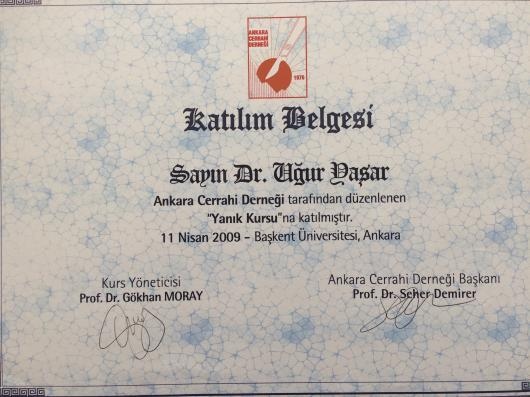 ANKARA
CERRAHİ
DERNEĞİ
1976
Katılım Belgesi
Sayın Dr. Uğur Yaşar
Ankara Cerrahi Derneği tarafından düzenlenen
"Yanık Kursu"na katılmıştır.
11 Nisan 2009 – Başkent Üniversitesi, Ankara
Kurs Yöneticisi
Prof. Dr. Gökhan MORAY
Ankara Cerrahi Derneği Başkanı
Prof. Dr. Seher Demirer